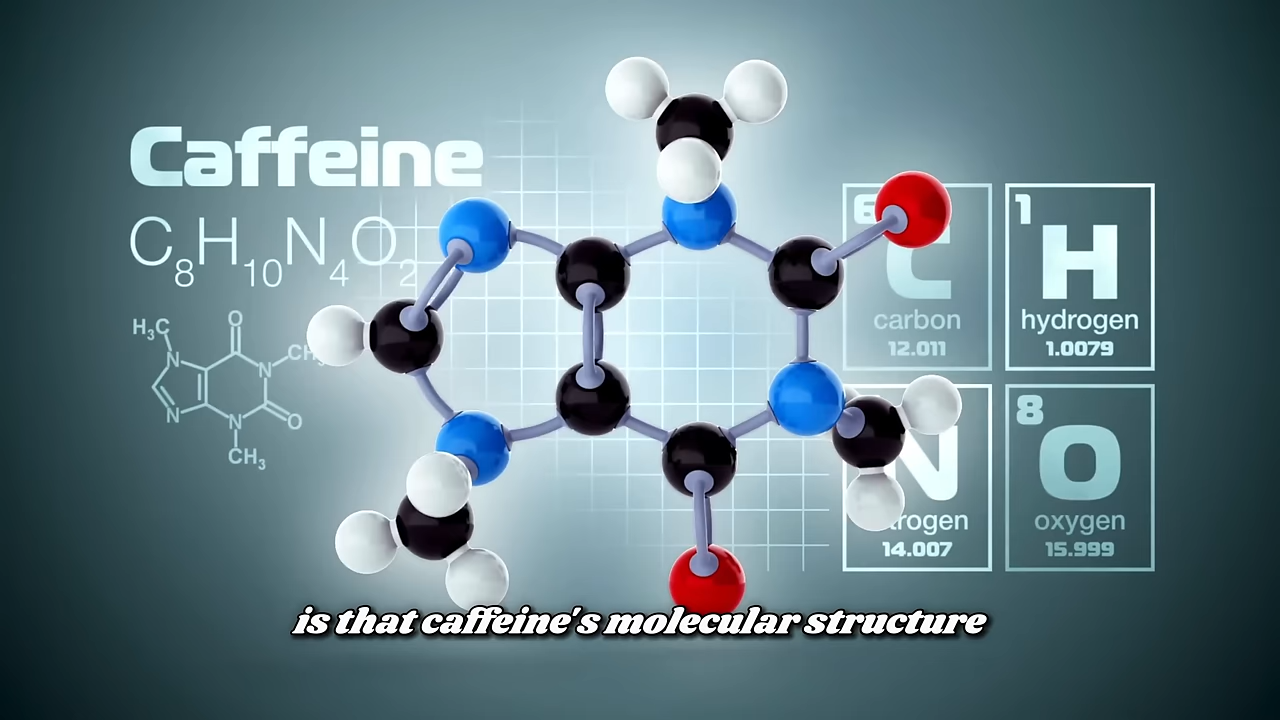 Caffeine
C8H10N4O2
H3C
O
CH3
N
N
N
N
O
CH3
6
C
carbon
12.011
1
H
hydrogen
1.0079
N
trogen
14.007
8
O
oxygen
15.999
is that caffeine's molecular structure